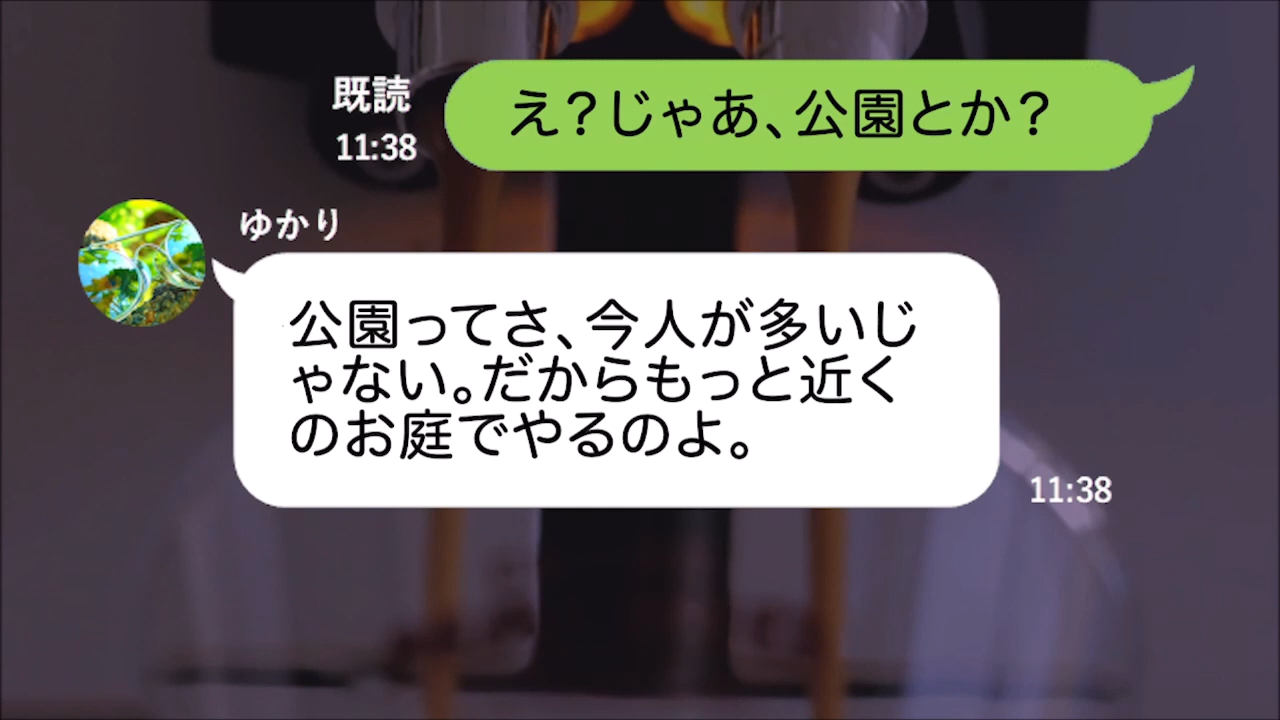 既読
11:38
え?じゃあ、公園とか?
ゆかり
公園ってさ、今人が多いじ
ゃない。だからもっと近く
のお庭でやるのよ。
11:38